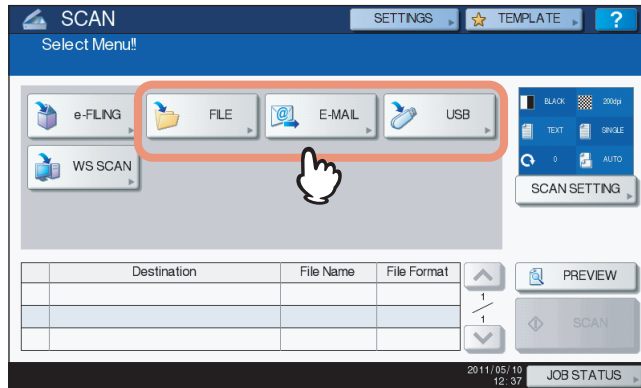 SCAN
SETTINGS
TEMPLATE
?
Select Menu!!
e-FILING
FILE
E-MAIL
USB
WS SCAN
BLACK
200dpi
TEXT
SINGLE
0
AUTO
SCAN SETTING
Destination
File Name
File Format
1
1
PREVIEW
SCAN
2011/05/10
12:37
JOB STATUS